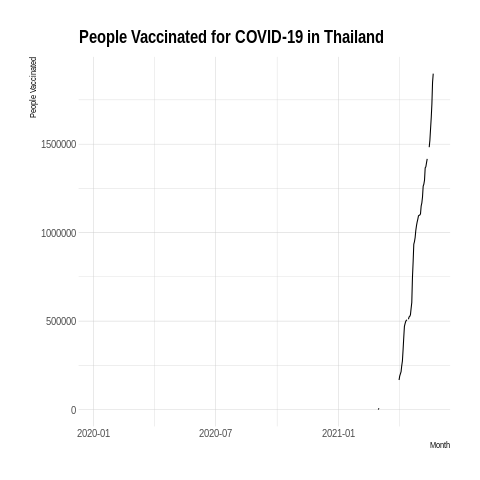 People Vaccinated for COVID-19 in Thailand
People Vaccinated
1500000
1000000
500000
0
2020-01 2020-07 2021-01
Month